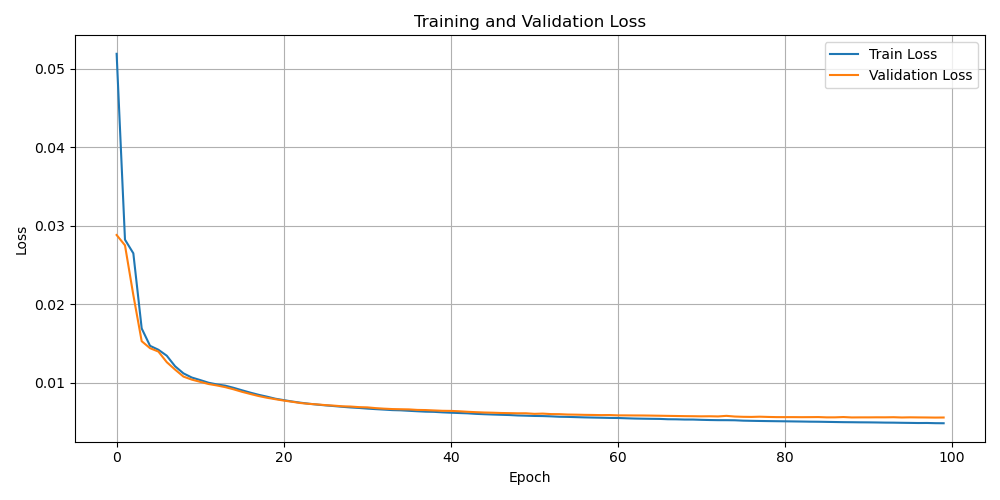 Training and Validation Loss
Train Loss
Validation Loss
Loss
0.05
0.04
0.03
0.02
0.01
0 20 40 60 80 100
Epoch